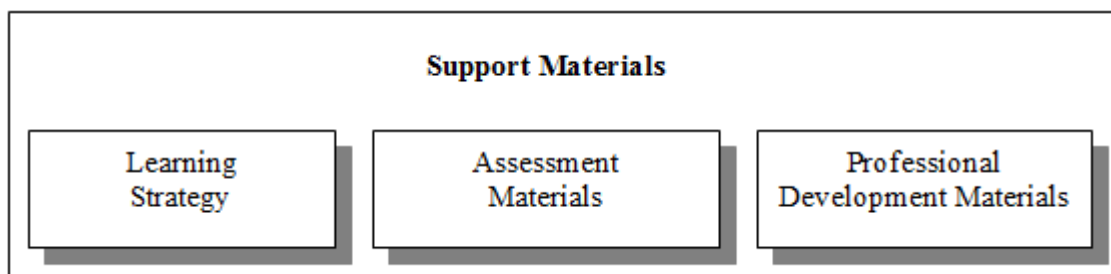 Support Materials
Learning
Strategy
Assessment
Materials
Professional
Development Materials